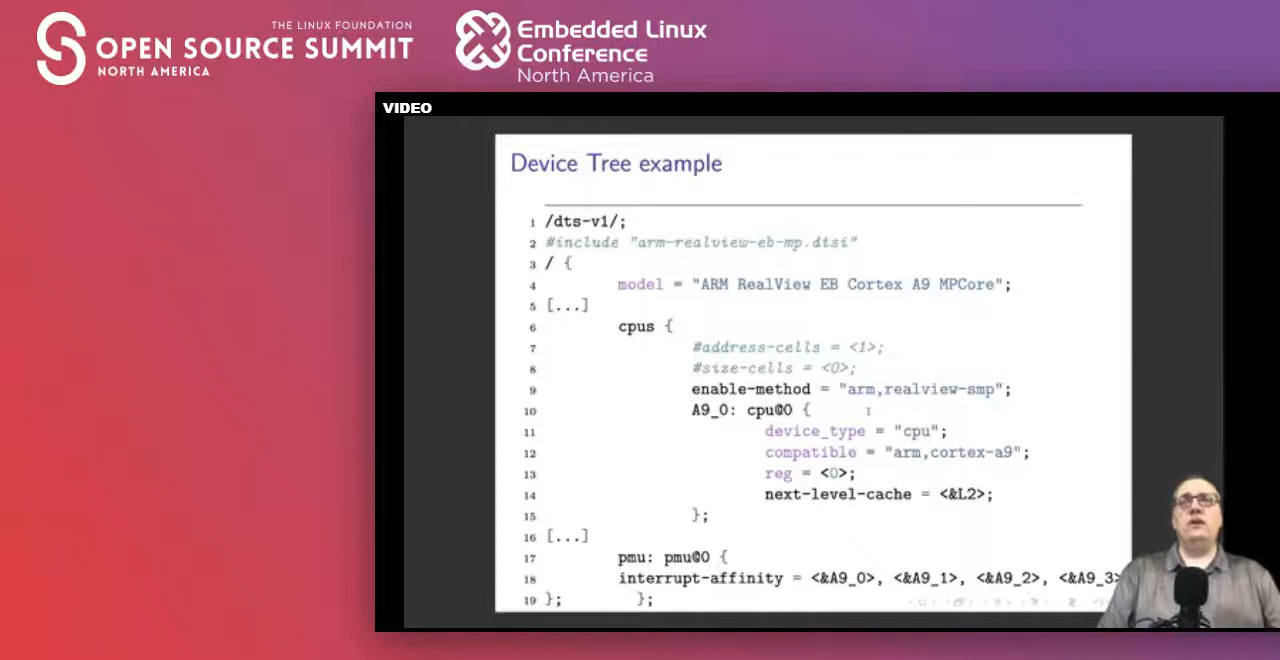 THE LINUX FOUNDATION
OPEN SOURCE SUMMIT
NORTH AMERICA
Embedded Linux
Conference
North America
VIDEO
Device Tree example
1 /dts-v1/;
2 #include "arm-realview-eb-mp.dtsi"
3 / {
4 model = "ARM RealView EB Cortex A9 MPCore";
5 [...]
6 cpus {
7 #address-cells = <1>;
8 #size-cells = <0>;
9 enable-method = "arm,realview-smp";
10 A9_0: cpu@0 {
11 device_type = "cpu";
12 compatible = "arm,cortex-a9";
13 reg = <0>;
14 next-level-cache = <&L2>;
15 };
16 [...]
17 pmu: pmu@0 {
18 interrupt-affinity = <&A9_0>, <&A9_1>, <&A9_2>, <&A9_3>
19 }; };